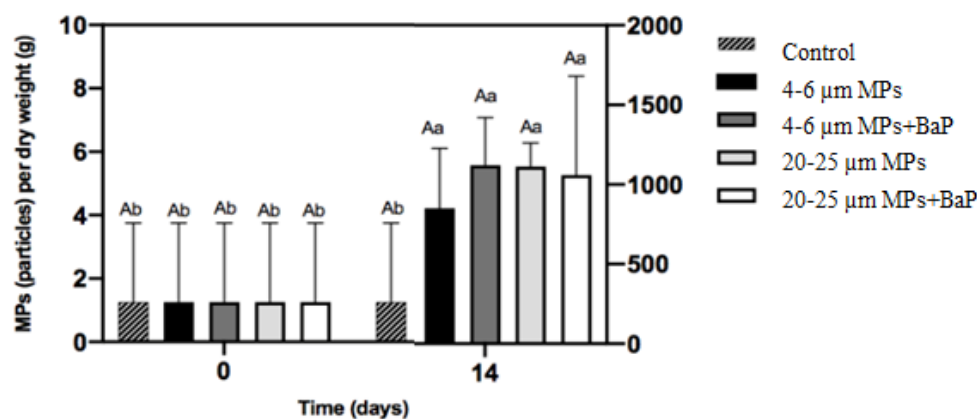 MPs (particles) per dry weight (g)
10
8
6
4
2
0
Ab
Ab
Ab
Ab
Ab
Ab
Aa
Aa
Aa
Aa
2000
1500
1000
500
0
0
14
Time (days)
Control
4-6 µm MPs
4-6 µm MPs+BaP
20-25 µm MPs
20-25 µm MPs+BaP